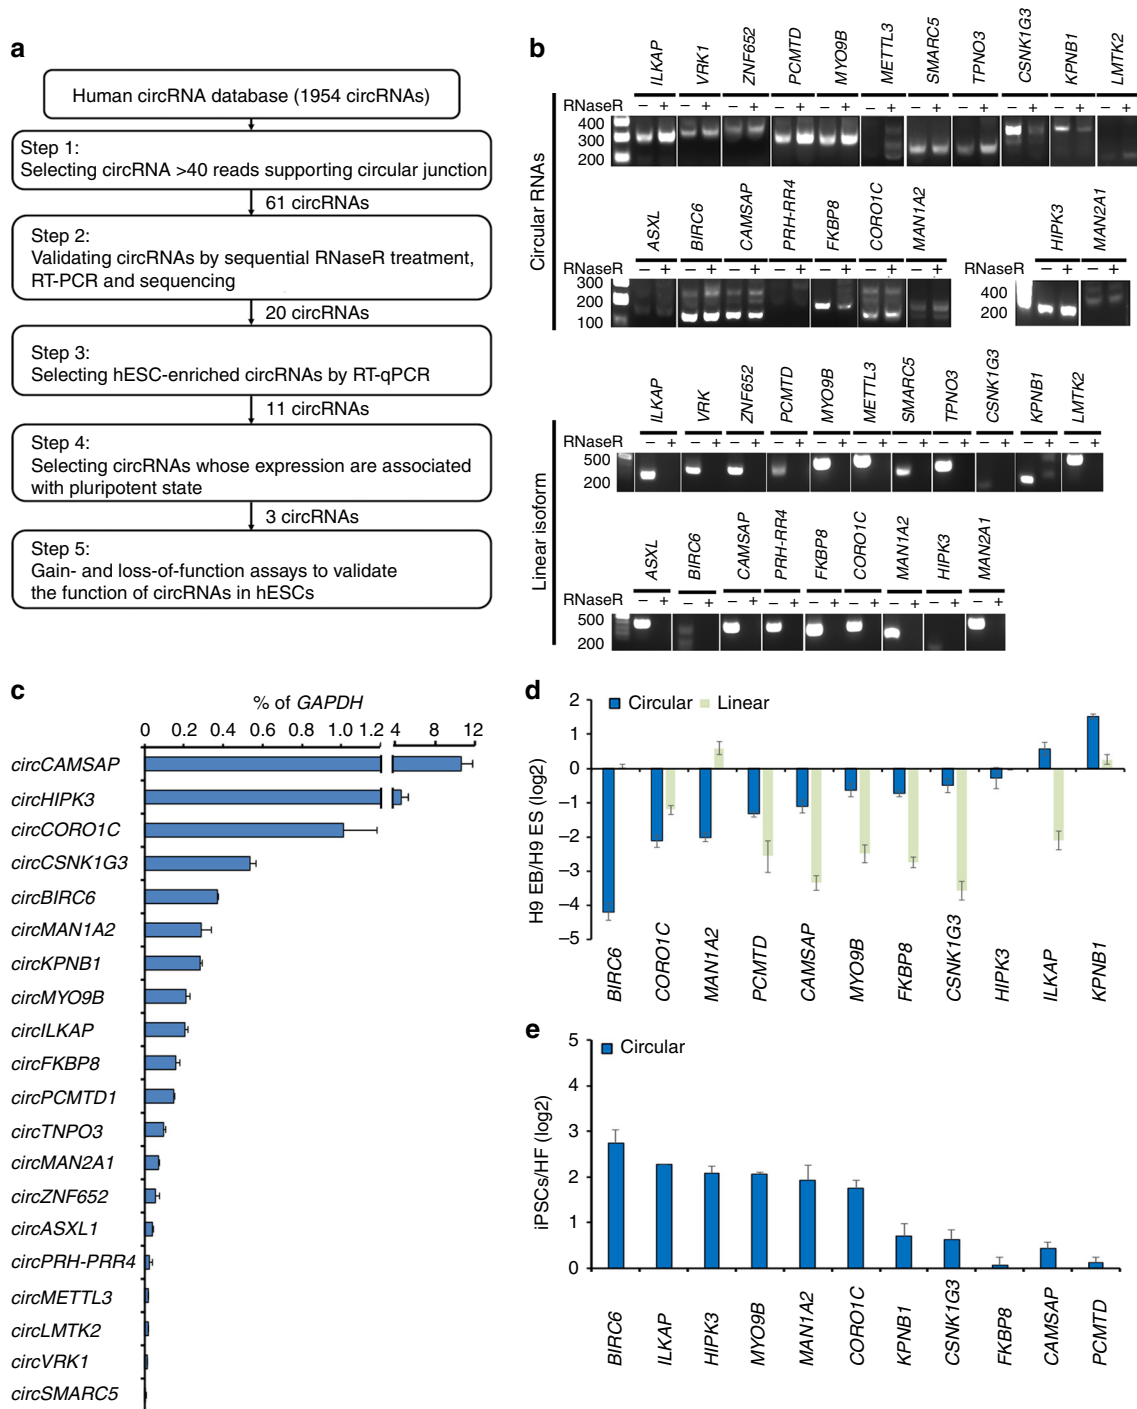 a
Human circRNA database (1954 circRNAs)
Step 1:
Selecting circRNA >40 reads supporting circular junction
61 circRNAs
Step 2:
Validating circRNAs by sequential RNaseR treatment,
RT-PCR and sequencing
20 circRNAs
Step 3:
Selecting hESC-enriched circRNAs by RT-qPCR
11 circRNAs
Step 4:
Selecting circRNAs whose expression are associated
with pluripotent state
3 circRNAs
Step 5:
Gain- and loss-of-function assays to validate
the function of circRNAs in hESCs
b
Circular RNAs
ILKAP VRK1 ZNF652 PCMTD MYO9B METTL3 SMARC5 TPNO3 CSNK1G3 KPNB1 LMTK2
RNaseR – + – + – + – + – + – + – + – + – + – + – +
400
300
200
ASXL BIRC6 CAMSAP PRH-RR4 FKBP8 CORO1C MAN1A2
RNaseR – + – + – + – + – + – + – +
300
200
100
HIPK3 MAN2A1
RNaseR – + – +
400
200
Linear isoform
ILKAP VRK ZNF652 PCMTD MYO9B METTL3 SMARC5 TPNO3 CSNK1G3 KPNB1 LMTK2
RNaseR – + – + – + – + – + – + – + – + – + – + – +
500
200
ASXL BIRC6 CAMSAP PRH-RR4 FKBP8 CORO1C MAN1A2 HIPK3 MAN2A1
RNaseR – + – + – + – + – + – + – + – + – +
500
200
c
% of GAPDH
0 0.2 0.4 0.6 0.8 1.0 1.2 4 8 12
circCAMSAP
circHIPK3
circCORO1C
circCSNK1G3
circBIRC6
circMAN1A2
circKPNB1
circMYO9B
circILKAP
circFKBP8
circPCMTD1
circTNPO3
circMAN2A1
circZNF652
circASXL1
circPRH-PRR4
circMETTL3
circLMTK2
circVRK1
circSMARC5
d
Circular Linear
H9 EB/H9 ES (log2)
2
1
0
–1
–2
–3
–4
–5
BIRC6 CORO1C MAN1A2 PCMTD CAMSAP MYO9B FKBP8 CSNK1G3 HIPK3 ILKAP KPNB1
e
Circular
iPSCs/HF (log2)
5
4
3
2
1
0
BIRC6 ILKAP HIPK3 MYO9B MAN1A2 CORO1C KPNB1 CSNK1G3 FKBP8 CAMSAP PCMTD